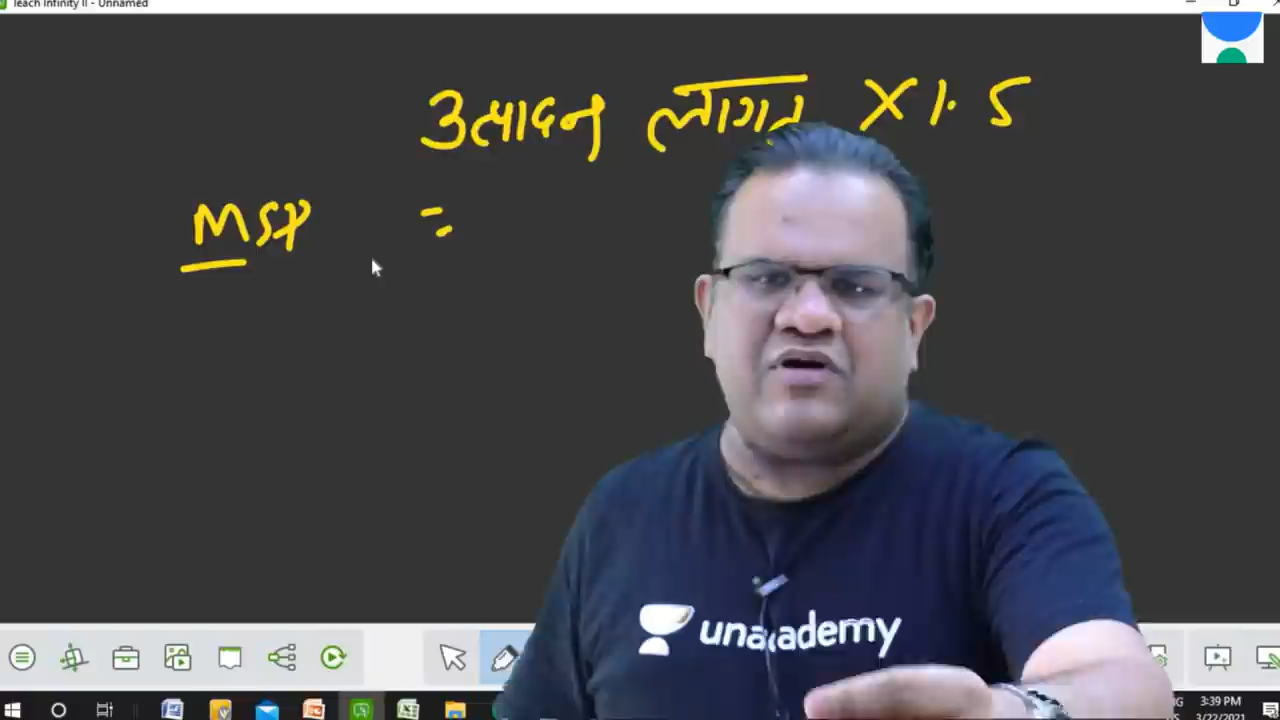 Teach Infinity II - Unnamed
उत्पादन लागत X 1.5
MSP =
unacademy
3:39 PM
3/22/2021